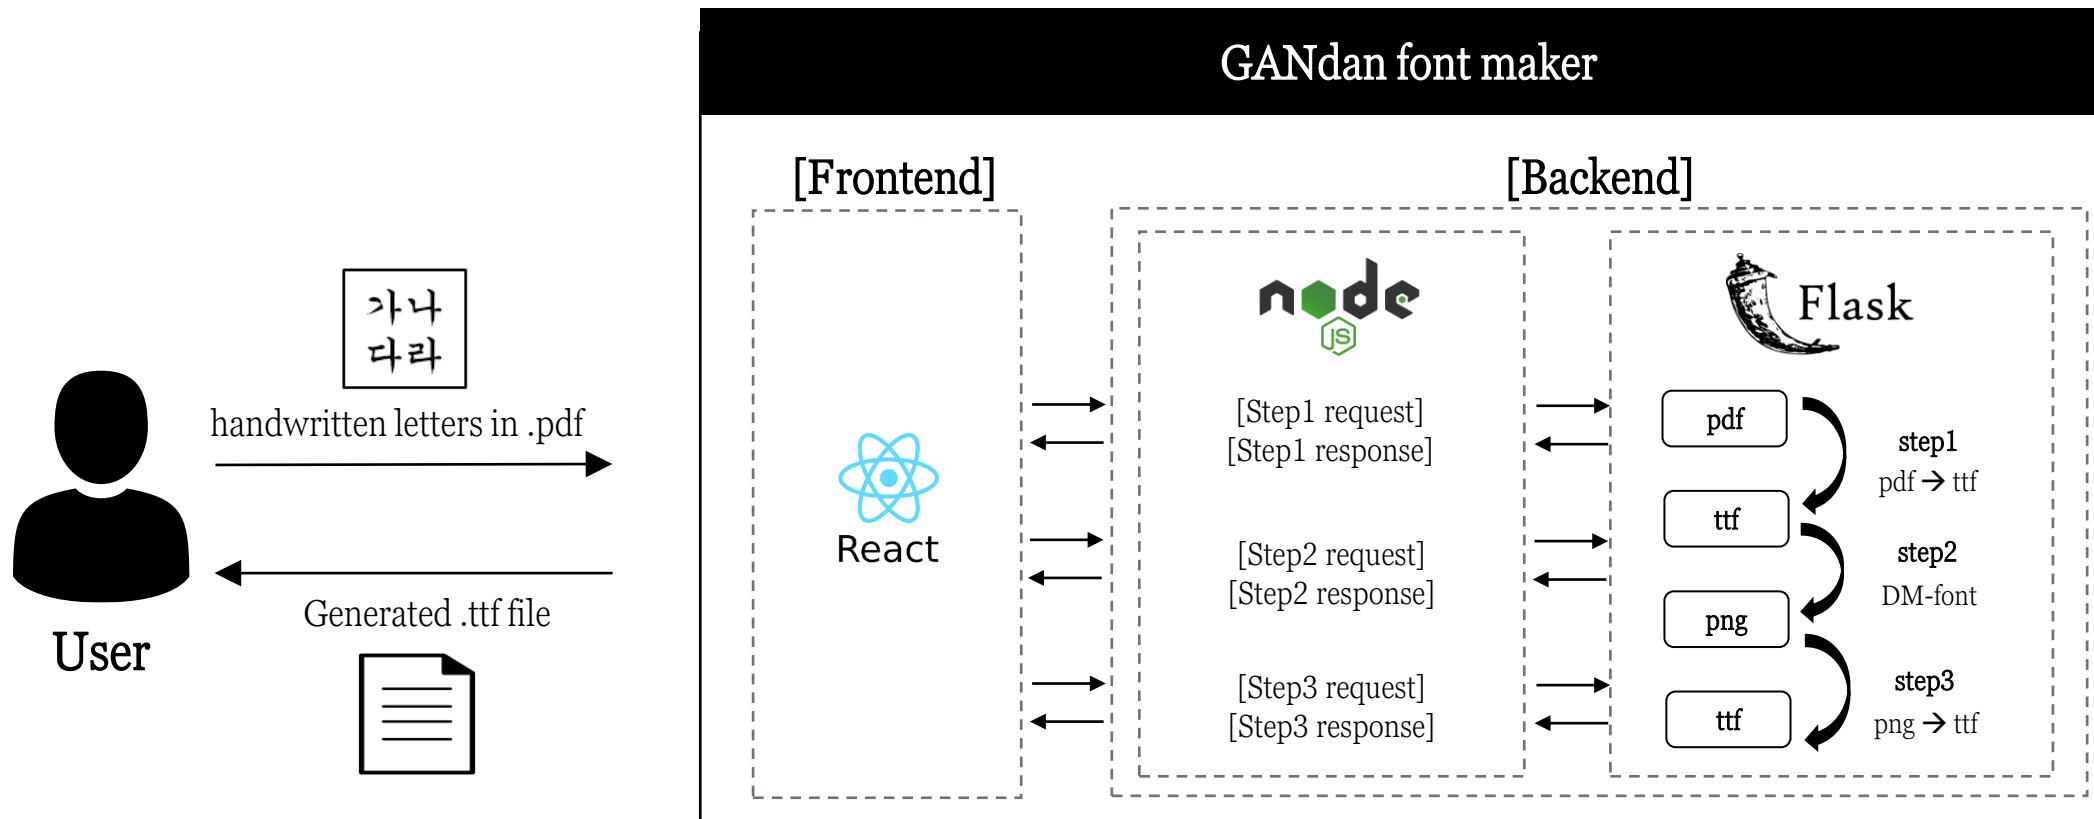 GANdan font maker
[Frontend]
[Backend]
가나
다라
handwritten letters in .pdf
Generated .ttf file
User
React
node
JS
[Step1 request]
[Step1 response]
[Step2 request]
[Step2 response]
[Step3 request]
[Step3 response]
Flask
pdf
ttf
png
ttf
step1
pdf → ttf
step2
DM-font
step3
png → ttf